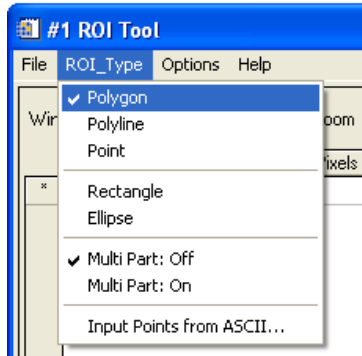 #1 ROI Tool
File ROI_Type Options Help
Polygon
Polyline
Point
Rectangle
Ellipse
Multi Part: Off
Multi Part: On
Input Points from ASCII...
Wir
oom
Pixels
*